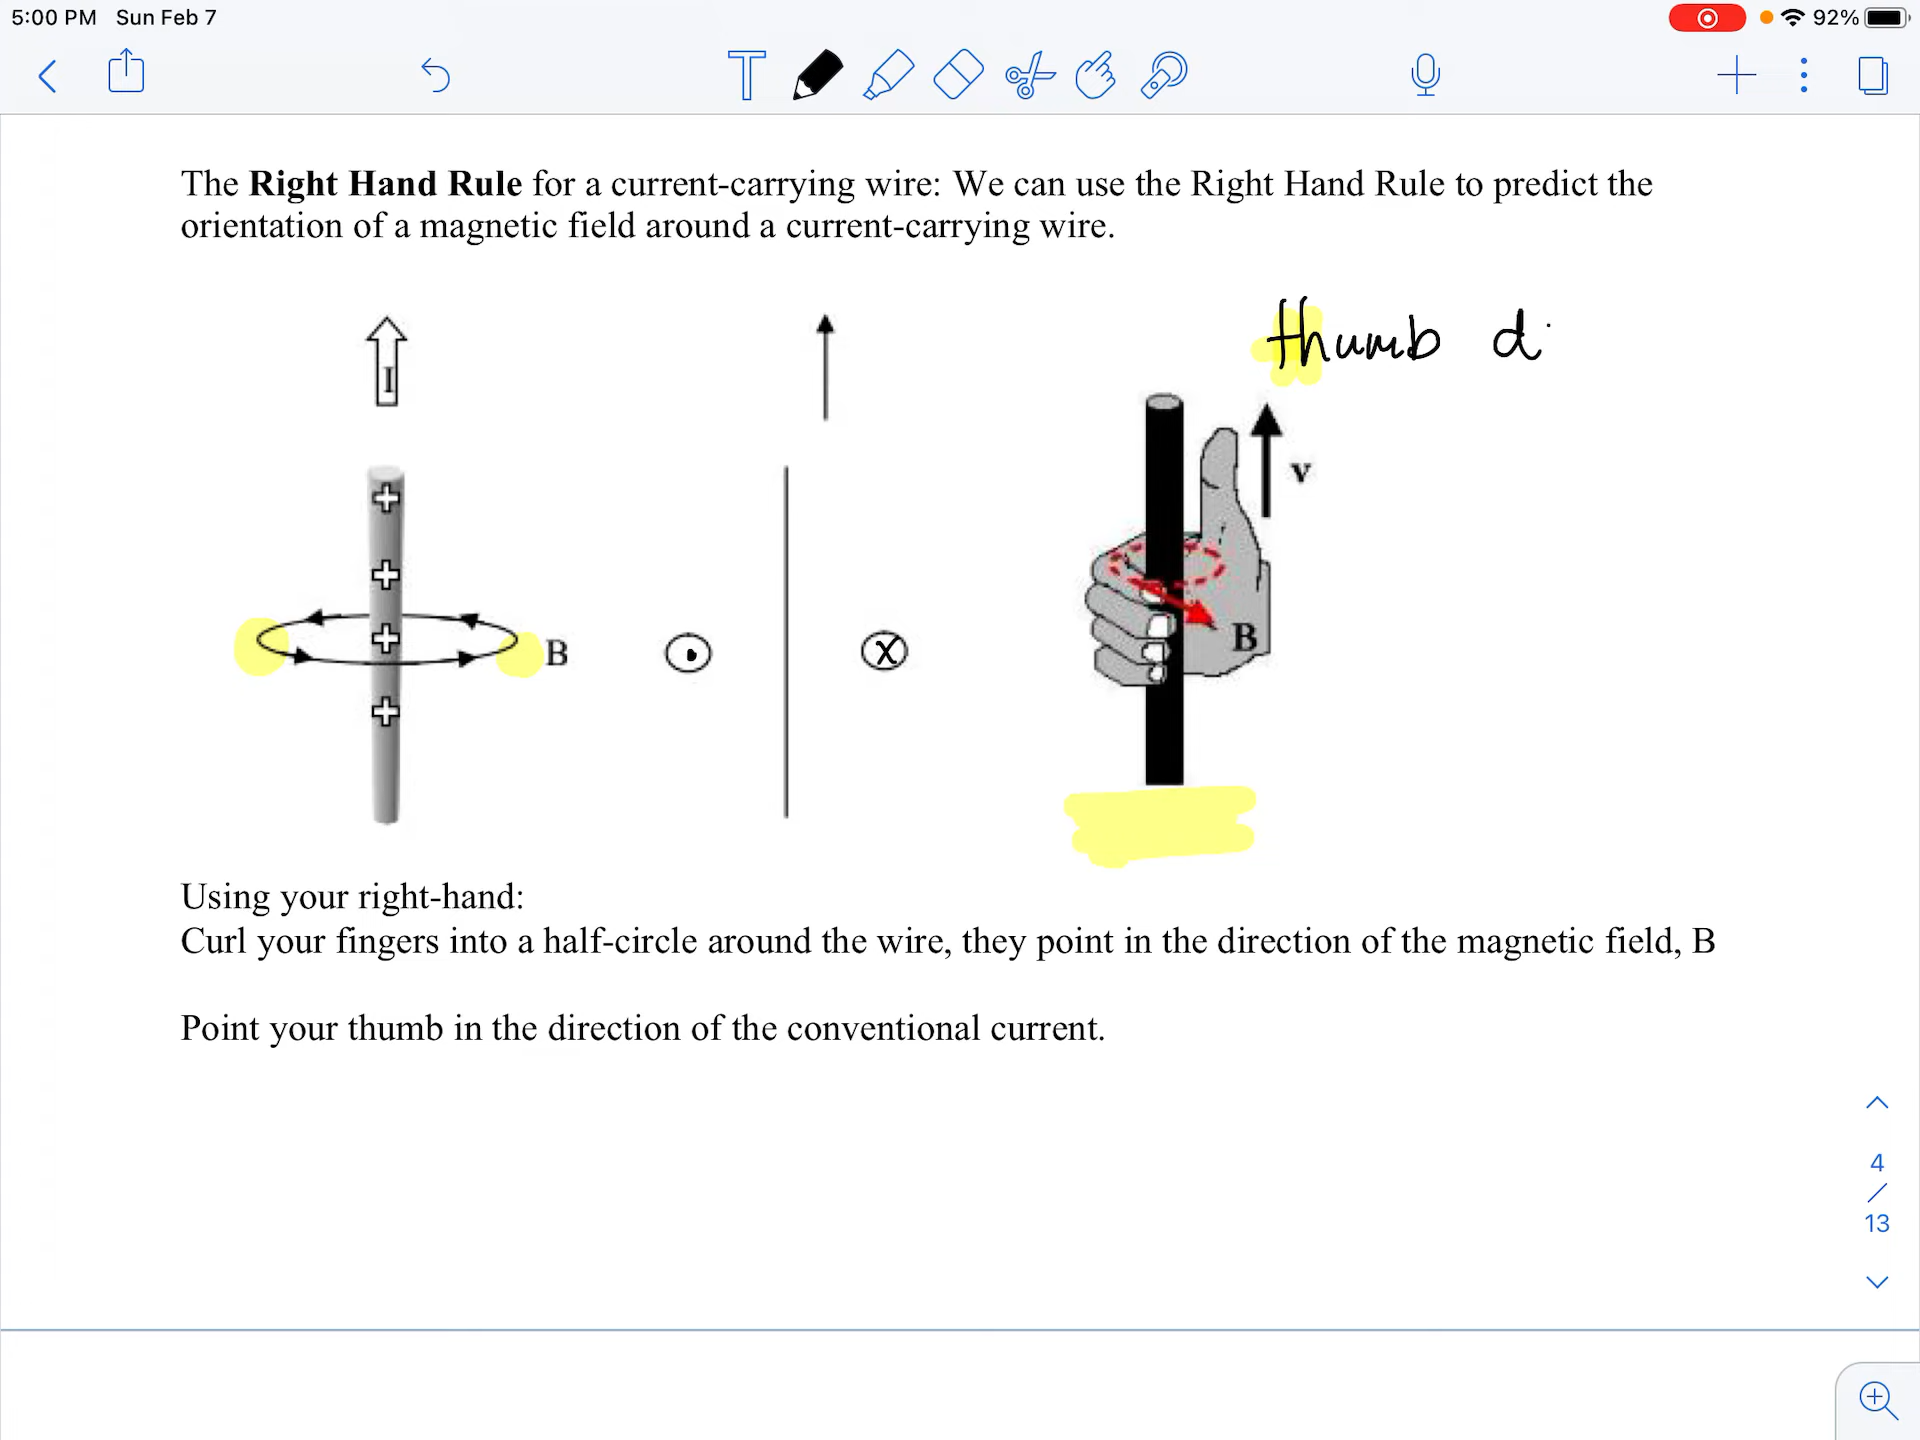 5:00 PM Sun Feb 7
92%
The Right Hand Rule for a current-carrying wire: We can use the Right Hand Rule to predict the
orientation of a magnetic field around a current-carrying wire.
thumb d
I
v
B
B
X
Using your right-hand:
Curl your fingers into a half-circle around the wire, they point in the direction of the magnetic field, B
Point your thumb in the direction of the conventional current.
4
/
13